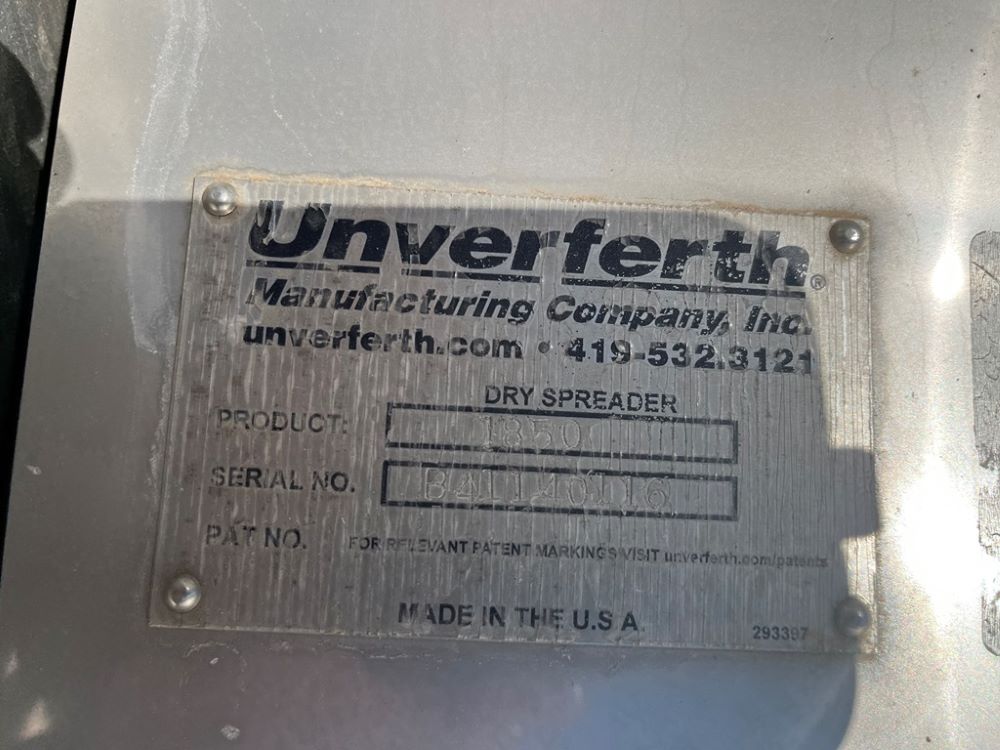 Unverferth®
Manufacturing Company, Inc.
unverferth.com • 419-532.3121
DRY SPREADER
PRODUCT: 1850
SERIAL NO. B41140116
PAT NO. FOR RELEVANT PATENT MARKINGS VISIT unverferth.com/patents
MADE IN THE U.S A.
293397